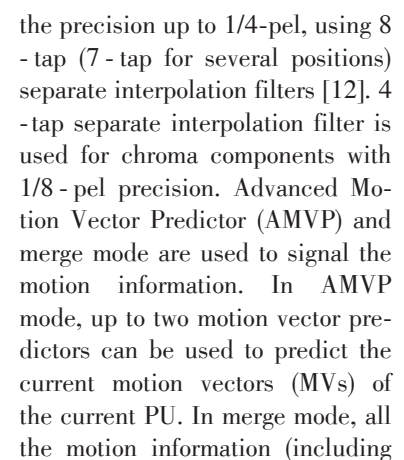 the precision up to 1/4-pel, using 8
- tap (7 - tap for several positions)
separate interpolation filters [12]. 4
-tap separate interpolation filter is
used for chroma components with
1/8 - pel precision. Advanced Mo-
tion Vector Predictor (AMVP) and
merge mode are used to signal the
motion information. In AMVP
mode, up to two motion vector pre-
dictors can be used to predict the
current motion vectors (MVs) of
the current PU. In merge mode, all
the motion information (including